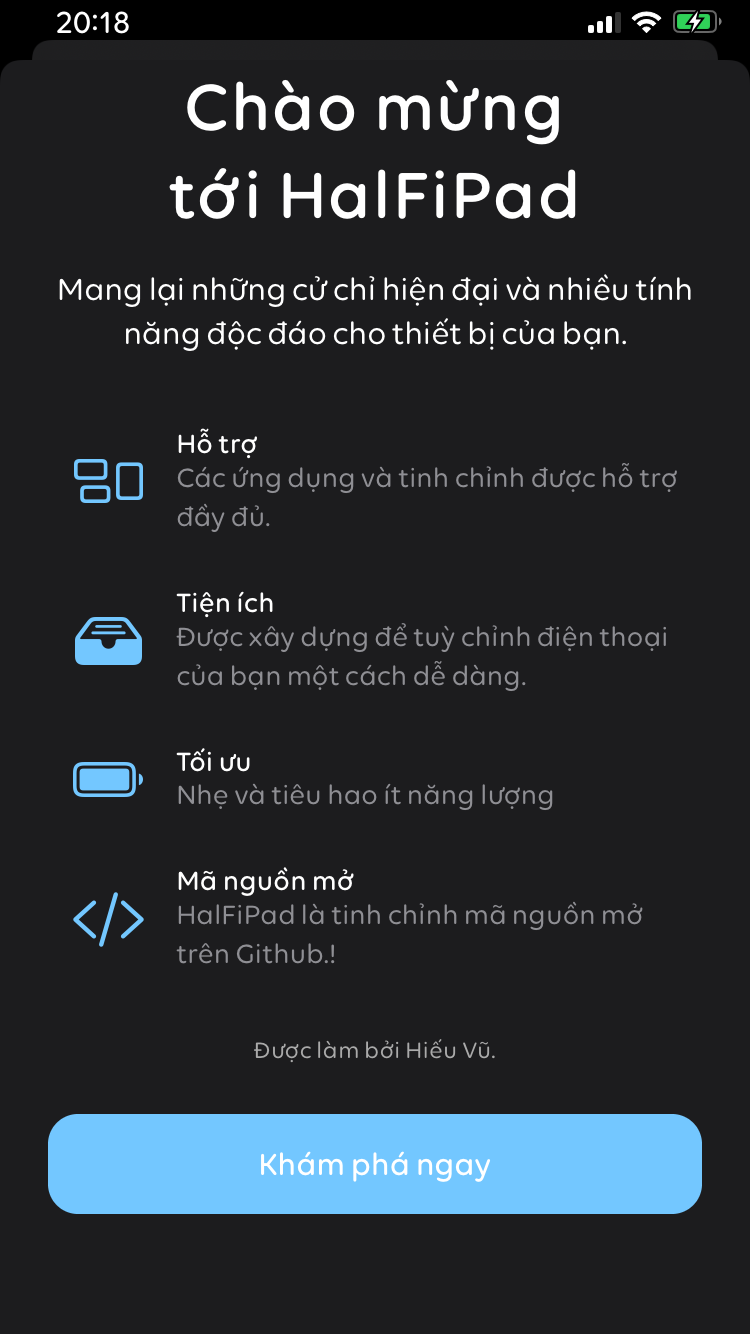 20:18
Chào mừng
tới HalFiPad
Mang lại những cử chỉ hiện đại và nhiều tính
năng độc đáo cho thiết bị của bạn.
Hỗ trợ
Các ứng dụng và tinh chỉnh được hỗ trợ
đầy đủ.
Tiện ích
Được xây dựng để tuỳ chỉnh điện thoại
của bạn một cách dễ dàng.
Tối ưu
Nhẹ và tiêu hao ít năng lượng
Mã nguồn mở
HalFiPad là tinh chỉnh mã nguồn mở
trên Github.!
Được làm bởi Hiếu Vũ.
Khám phá ngay